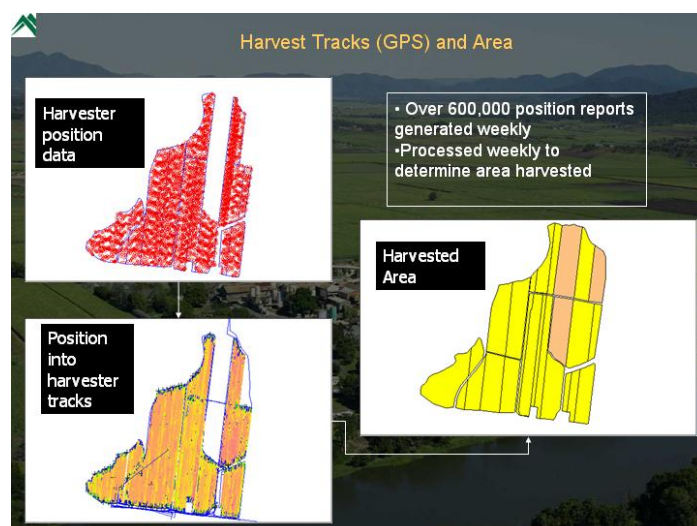 Harvest Tracks (GPS) and Area
Harvester
position
data
• Over 600,000 position reports
generated weekly
•Processed weekly to
determine area harvested
Harvested
Area
Position
into
harvester
tracks